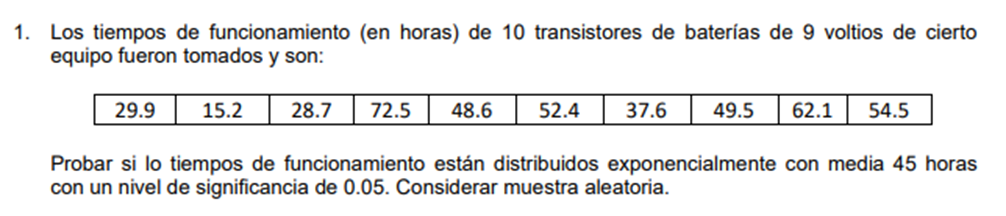 1. Los tiempos de funcionamiento (en horas) de 10 transistores de baterías de 9 voltios de cierto
equipo fueron tomados y son:
29.9 15.2 28.7 72.5 48.6 52.4 37.6 49.5 62.1 54.5
Probar si lo tiempos de funcionamiento están distribuidos exponencialmente con media 45 horas
con un nivel de significancia de 0.05. Considerar muestra aleatoria.